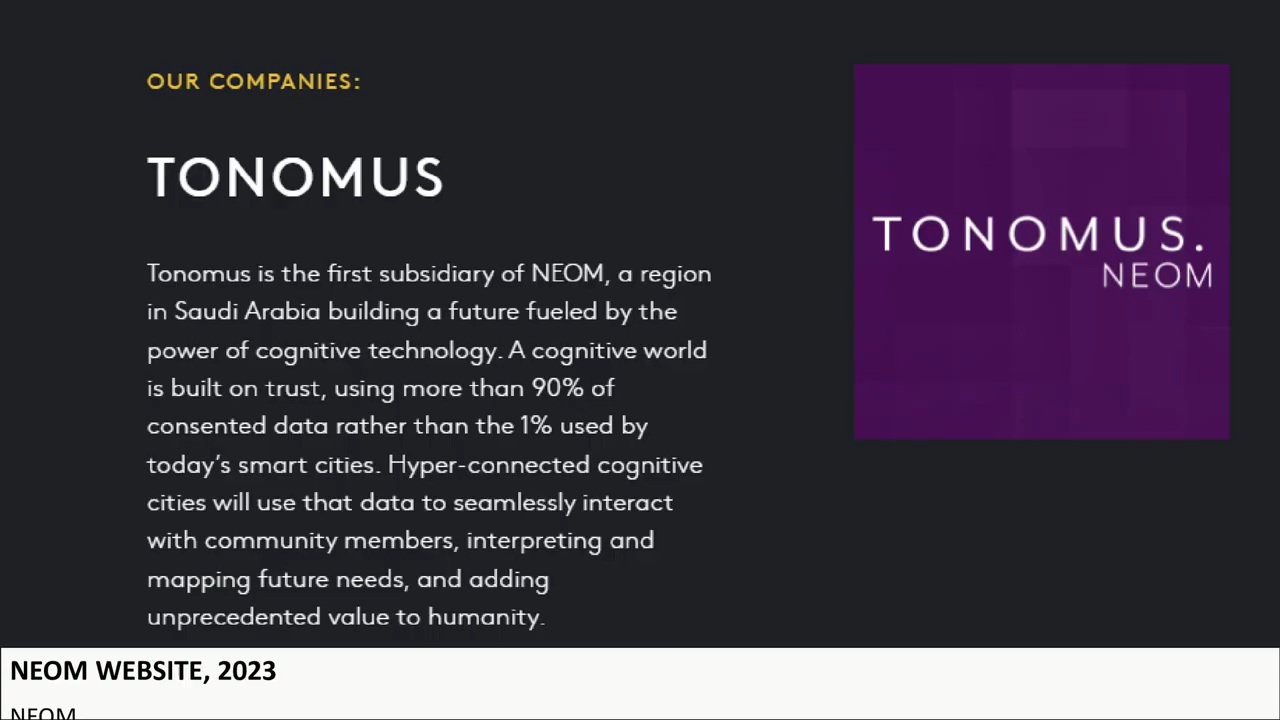 OUR COMPANIES:
TONOMUS
Tonomus is the first subsidiary of NEOM, a region
in Saudi Arabia building a future fueled by the
power of cognitive technology. A cognitive world
is built on trust, using more than 90% of
consented data rather than the 1% used by
today's smart cities. Hyper-connected cognitive
cities will use that data to seamlessly interact
with community members, interpreting and
mapping future needs, and adding
unprecedented value to humanity.
TONOMUS.
NEOM
NEOM WEBSITE, 2023
NEOM